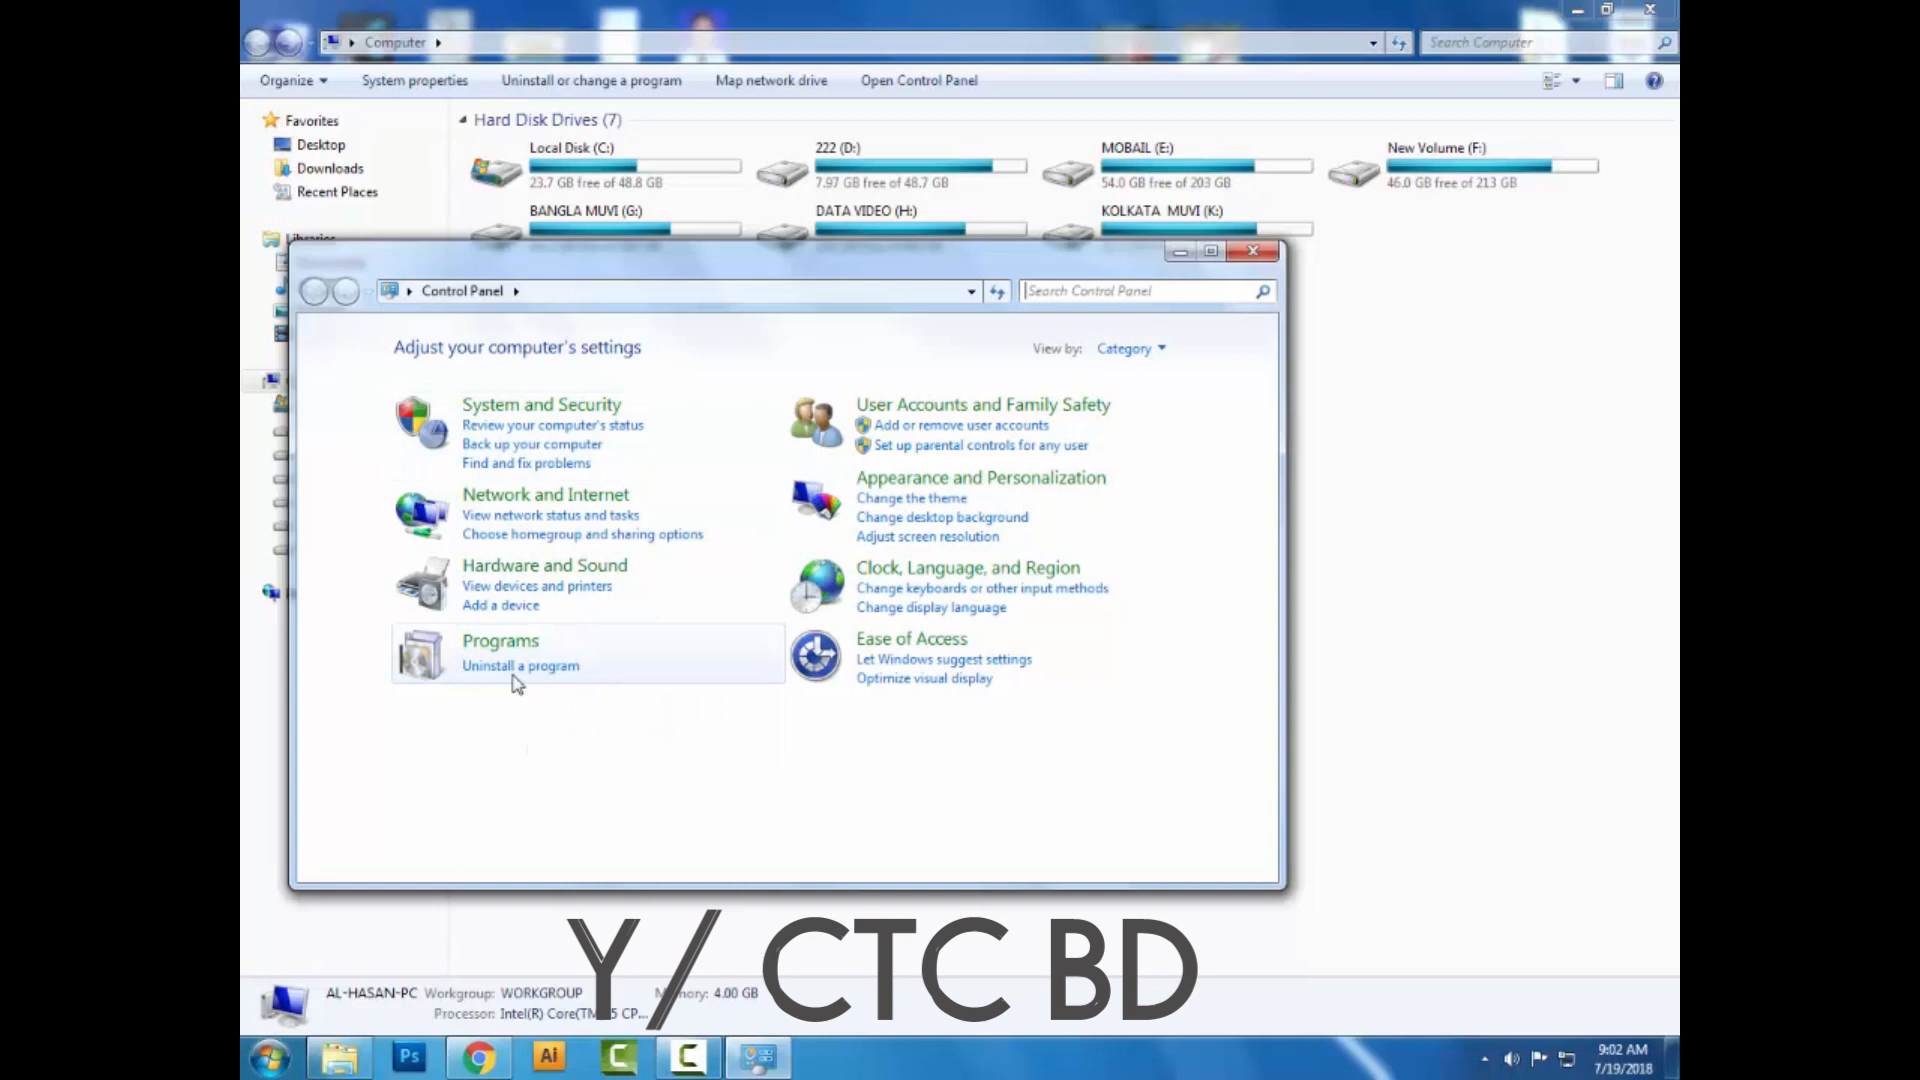 Computer
Search Computer
Organize
System properties
Uninstall or change a program
Map network drive
Open Control Panel
Favorites
Desktop
Downloads
Recent Places
Libraries
Hard Disk Drives (7)
Local Disk (C:)
23.7 GB free of 48.8 GB
222 (D:)
7.97 GB free of 48.7 GB
MOBAIL (E:)
54.0 GB free of 203 GB
New Volume (F:)
46.0 GB free of 213 GB
BANGLA MUVI (G:)
DATA VIDEO (H:)
KOLKATA MUVI (K:)
Control Panel
Search Control Panel
Adjust your computer's settings
View by: Category
System and Security
Review your computer's status
Back up your computer
Find and fix problems
Network and Internet
View network status and tasks
Choose homegroup and sharing options
Hardware and Sound
View devices and printers
Add a device
Programs
Uninstall a program
User Accounts and Family Safety
Add or remove user accounts
Set up parental controls for any user
Appearance and Personalization
Change the theme
Change desktop background
Adjust screen resolution
Clock, Language, and Region
Change keyboards or other input methods
Change display language
Ease of Access
Let Windows suggest settings
Optimize visual display
Y/ CTC BD
AL-HASAN-PC Workgroup: WORKGROUP
4.00 GB
Processor: Intel(R) Core(TM) 5 CP...
Ps
Ai
9:02 AM
7/19/2018